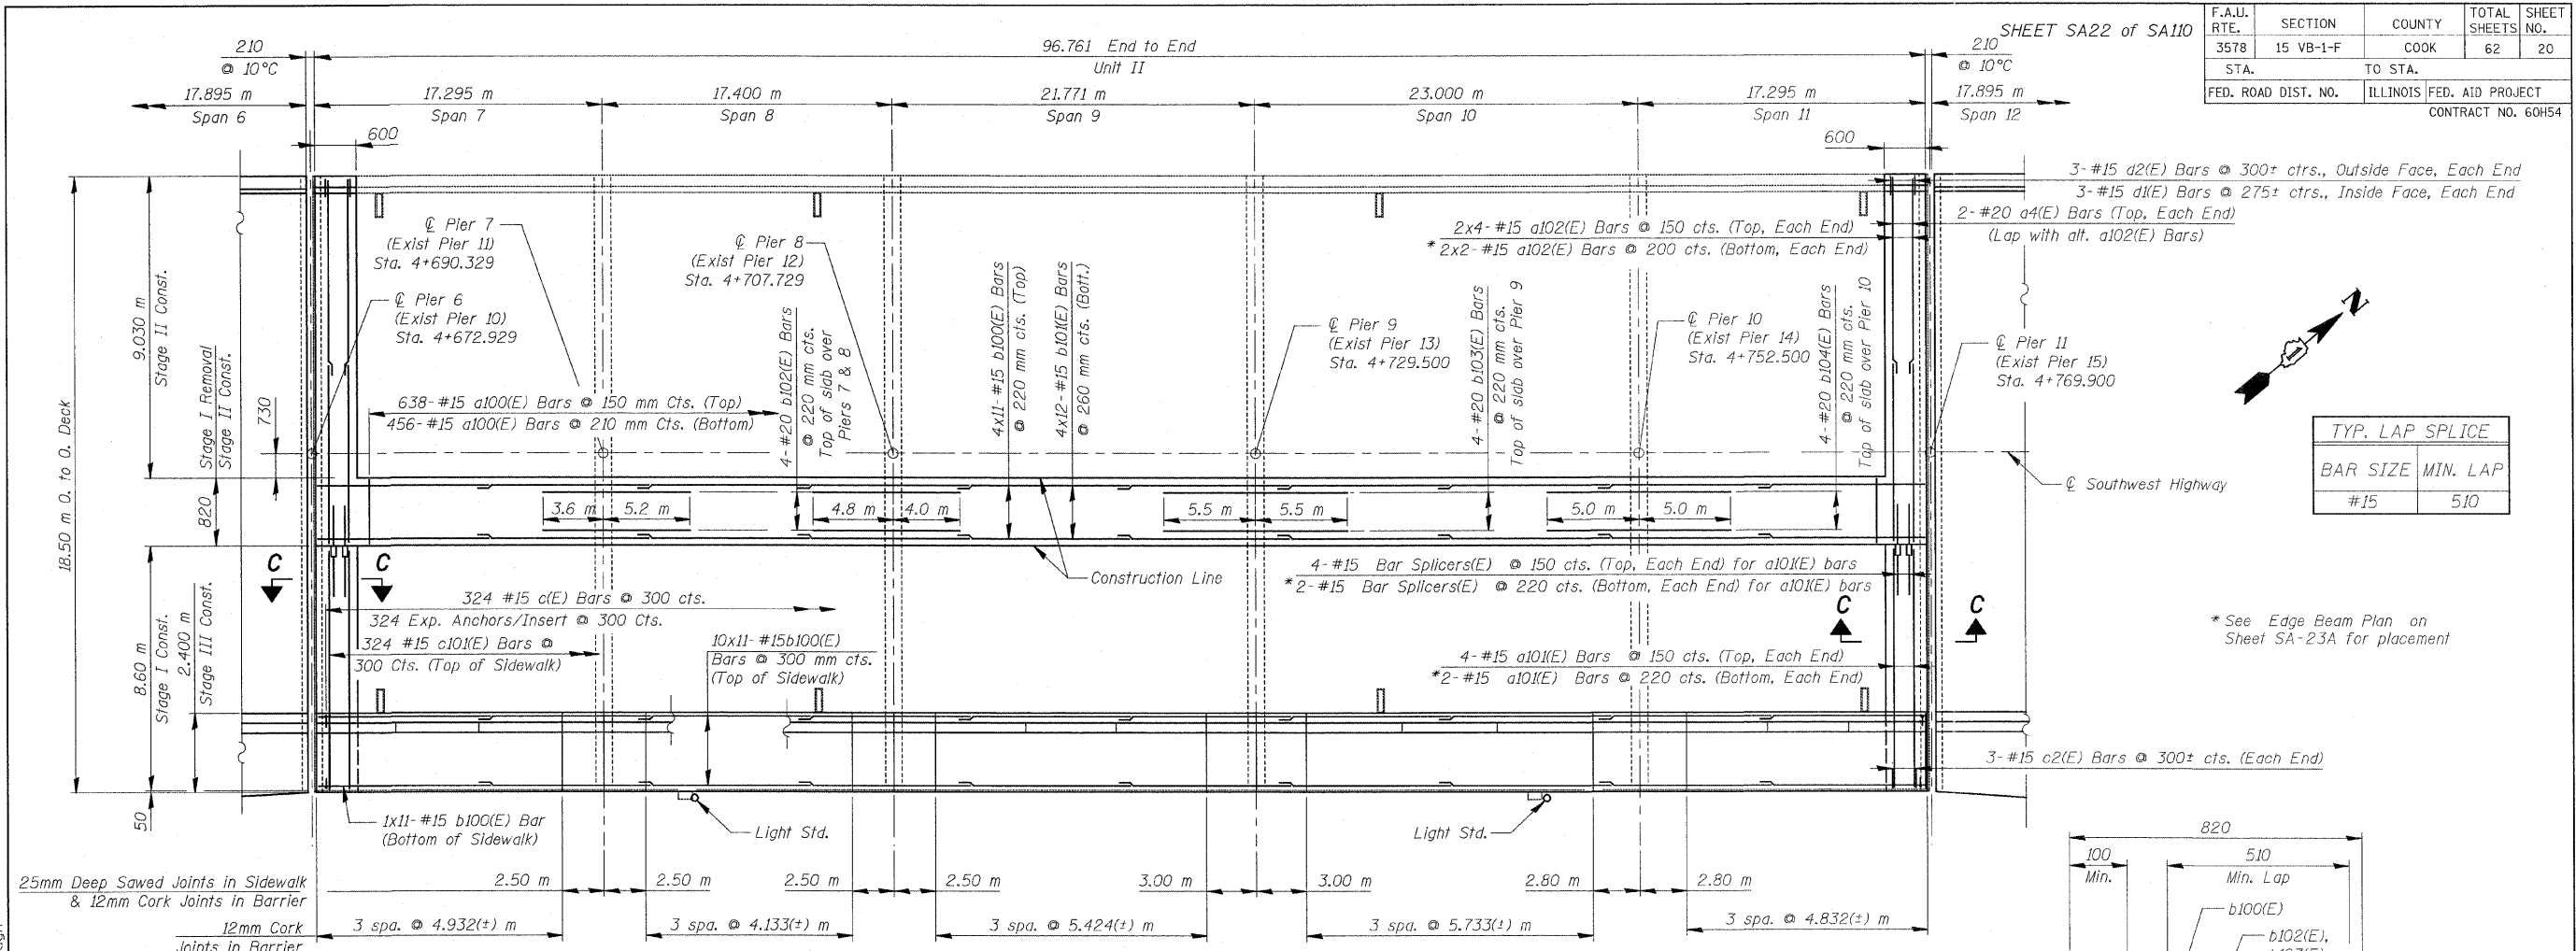 SHEET SA22 of SA110
F.A.U. RTE. SECTION COUNTY TOTAL SHEETS SHEET NO.
3578 15 VB-1-F COOK 62 20
STA. TO STA.
FED. ROAD DIST. NO. ILLINOIS FED. AID PROJECT
CONTRACT NO. 60H54
210
@ 10°C
96.761 End to End
Unit II
210
@ 10°C
17.895 m
Span 6
17.295 m
Span 7
17.400 m
Span 8
21.771 m
Span 9
23.000 m
Span 10
17.295 m
Span 11
17.895 m
Span 12
600
600
3-#15 d2(E) Bars @ 300± ctrs., Outside Face, Each End
3-#15 d1(E) Bars @ 275± ctrs., Inside Face, Each End
2-#20 a4(E) Bars (Top, Each End)
(Lap with alt. a102(E) Bars)
2x4-#15 a102(E) Bars @ 150 cts. (Top, Each End)
* 2x2-#15 a102(E) Bars @ 200 cts. (Bottom, Each End)
℄ Pier 7
(Exist Pier 11)
Sta. 4+690.329
℄ Pier 8
(Exist Pier 12)
Sta. 4+707.729
℄ Pier 6
(Exist Pier 10)
Sta. 4+672.929
℄ Pier 9
(Exist Pier 13)
Sta. 4+729.500
℄ Pier 10
(Exist Pier 14)
Sta. 4+752.500
℄ Pier 11
(Exist Pier 15)
Sta. 4+769.900
N
18.50 m O. to O. Deck
9.030 m
Stage II Const.
Stage I Removal
Stage II Const.
730
820
638-#15 a100(E) Bars @ 150 mm Cts. (Top)
456-#15 a100(E) Bars @ 210 mm Cts. (Bottom)
4-#20 b102(E) Bars
@ 220 mm cts.
Top of slab over
Piers 7 & 8
4x11-#15 b100(E) Bars
@ 220 mm cts. (Top)
4x12-#15 b101(E) Bars
@ 260 mm cts. (Bott.)
4-#20 b103(E) Bars
@ 220 mm cts.
Top of slab over Pier 9
4-#20 b104(E) Bars
@ 220 mm cts.
Top of slab over Pier 10
℄ Southwest Highway
TYP. LAP SPLICE
BAR SIZE MIN. LAP
#15 510
3.6 m 5.2 m
4.8 m 4.0 m
5.5 m 5.5 m
5.0 m 5.0 m
C C
Construction Line
4-#15 Bar Splicers(E) @ 150 cts. (Top, Each End) for a101(E) bars
* 2-#15 Bar Splicers(E) @ 220 cts. (Bottom, Each End) for a101(E) bars
C C
8.60 m
Stage I Const.
2.400 m
Stage III Const.
324 #15 c(E) Bars @ 300 cts.
324 Exp. Anchors/Insert @ 300 Cts.
324 #15 c101(E) Bars @
300 Cts. (Top of Sidewalk)
10x11-#15b100(E)
Bars @ 300 mm cts.
(Top of Sidewalk)
4-#15 a101(E) Bars @ 150 cts. (Top, Each End)
*2-#15 a101(E) Bars @ 220 cts. (Bottom, Each End)
* See Edge Beam Plan on
Sheet SA-23A for placement
3-#15 c2(E) Bars @ 300± cts. (Each End)
50
1x11-#15 b100(E) Bar
(Bottom of Sidewalk)
Light Std.
Light Std.
25mm Deep Sawed Joints in Sidewalk
& 12mm Cork Joints in Barrier
2.50 m 2.50 m 2.50 m 2.50 m 3.00 m 3.00 m 2.80 m 2.80 m
12mm Cork
Joints in Barrier
3 spa. @ 4.932(±) m 3 spa. @ 4.133(±) m 3 spa. @ 5.424(±) m 3 spa. @ 5.733(±) m 3 spa. @ 4.832(±) m
820
100
Min.
510
Min. Lap
b100(E)
b102(E),